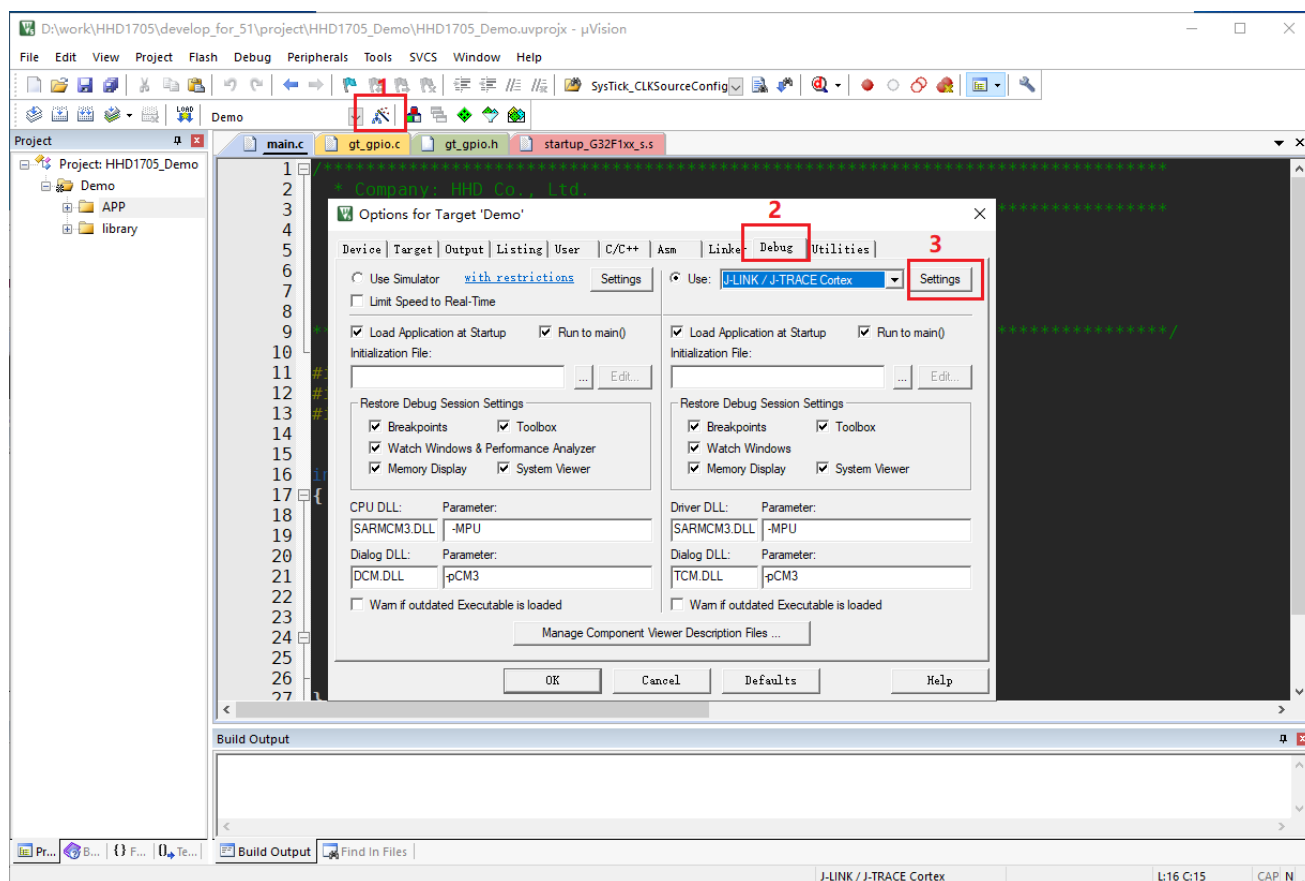 D:\work\HHD1705\develop_for_51\project\HHD1705_Demo\HHD1705_Demo.uvprojx - µVision
File Edit View Project Flash Debug Peripherals Tools SVCS Window Help
SysTick_CLKSourceConfig
LOAD Demo
Project
main.c gt_gpio.c gt_gpio.h startup_G32F1xx_s.s
Project: HHD1705_Demo
Demo
APP
library
1 /*******************************************************************************
2 * Company: HHD Co., Ltd.
3
4
5
6
7
8
9
10
11
12
13
14
15
16
17 {
18
19
20
21
22
23
24
25
26
27 }
2
3
Options for Target 'Demo'
Device Target Output Listing User C/C++ Asm Linker Debug Utilities
Use Simulator with restrictions Settings Use: J-LINK / J-TRACE Cortex Settings
Limit Speed to Real-Time
Load Application at Startup Run to main() Load Application at Startup Run to main()
Initialization File: Initialization File:
... Edit... ... Edit...
Restore Debug Session Settings Restore Debug Session Settings
Breakpoints Toolbox Breakpoints Toolbox
Watch Windows & Performance Analyzer Watch Windows
Memory Display System Viewer Memory Display System Viewer
CPU DLL: Parameter: Driver DLL: Parameter:
SARMCM3.DLL -MPU SARMCM3.DLL -MPU
Dialog DLL: Parameter: Dialog DLL: Parameter:
DCM.DLL -pCM3 TCM.DLL -pCM3
Warn if outdated Executable is loaded Warn if outdated Executable is loaded
Manage Component Viewer Description Files ...
OK Cancel Defaults Help
Build Output
Pr... B... {} F... 0 Te... Build Output Find In Files
J-LINK / J-TRACE Cortex L:16 C:15 CAP N